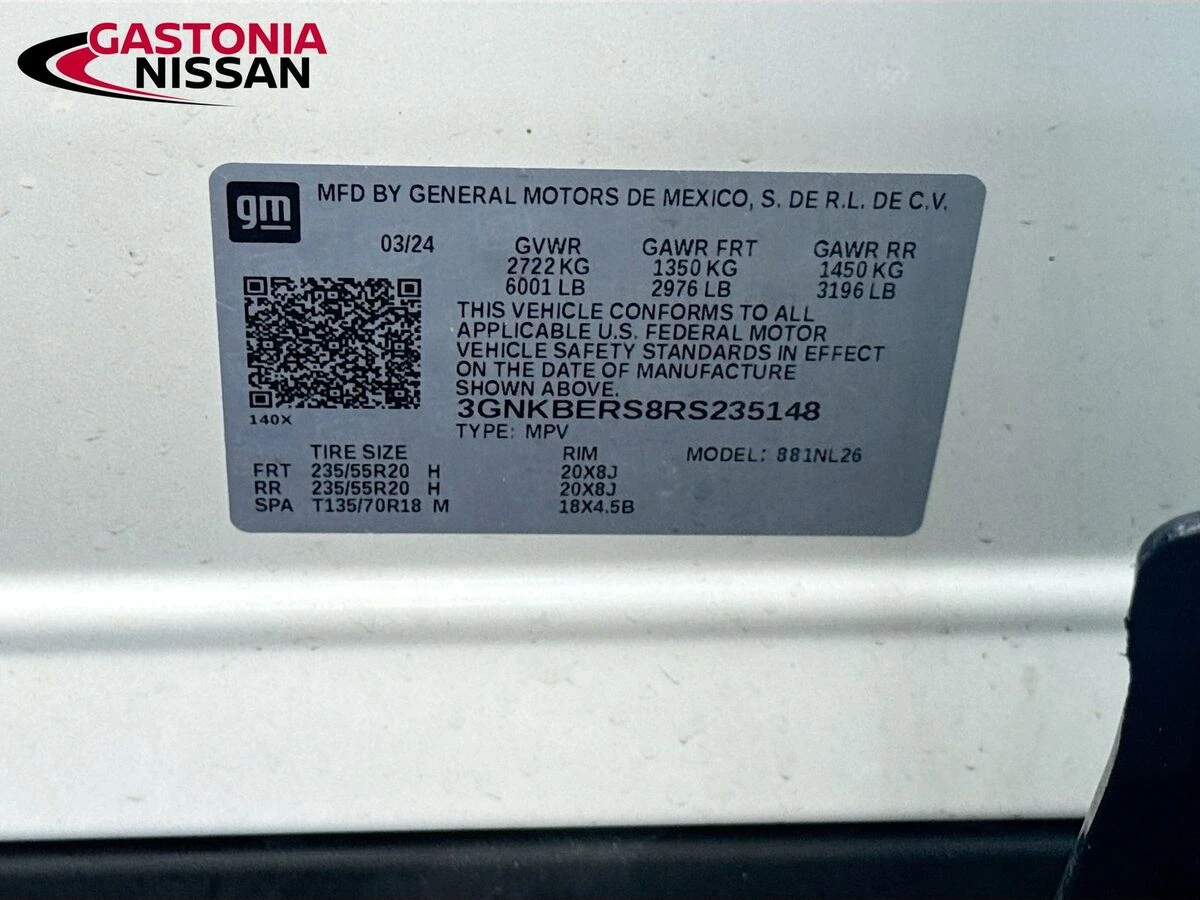 GASTONIA
NISSAN
gm
MFD BY GENERAL MOTORS DE MEXICO, S. DE R.L. DE C.V.
03/24 GVWR GAWR FRT GAWR RR
2722 KG 1350 KG 1450 KG
6001 LB 2976 LB 3196 LB
THIS VEHICLE CONFORMS TO ALL
APPLICABLE U.S. FEDERAL MOTOR
VEHICLE SAFETY STANDARDS IN EFFECT
ON THE DATE OF MANUFACTURE
SHOWN ABOVE.
3GNKBERS8RS235148
140X
TYPE: MPV
TIRE SIZE RIM MODEL: 881NL26
FRT 235/55R20 H 20X8J
RR 235/55R20 H 20X8J
SPA T135/70R18 M 18X4.5B